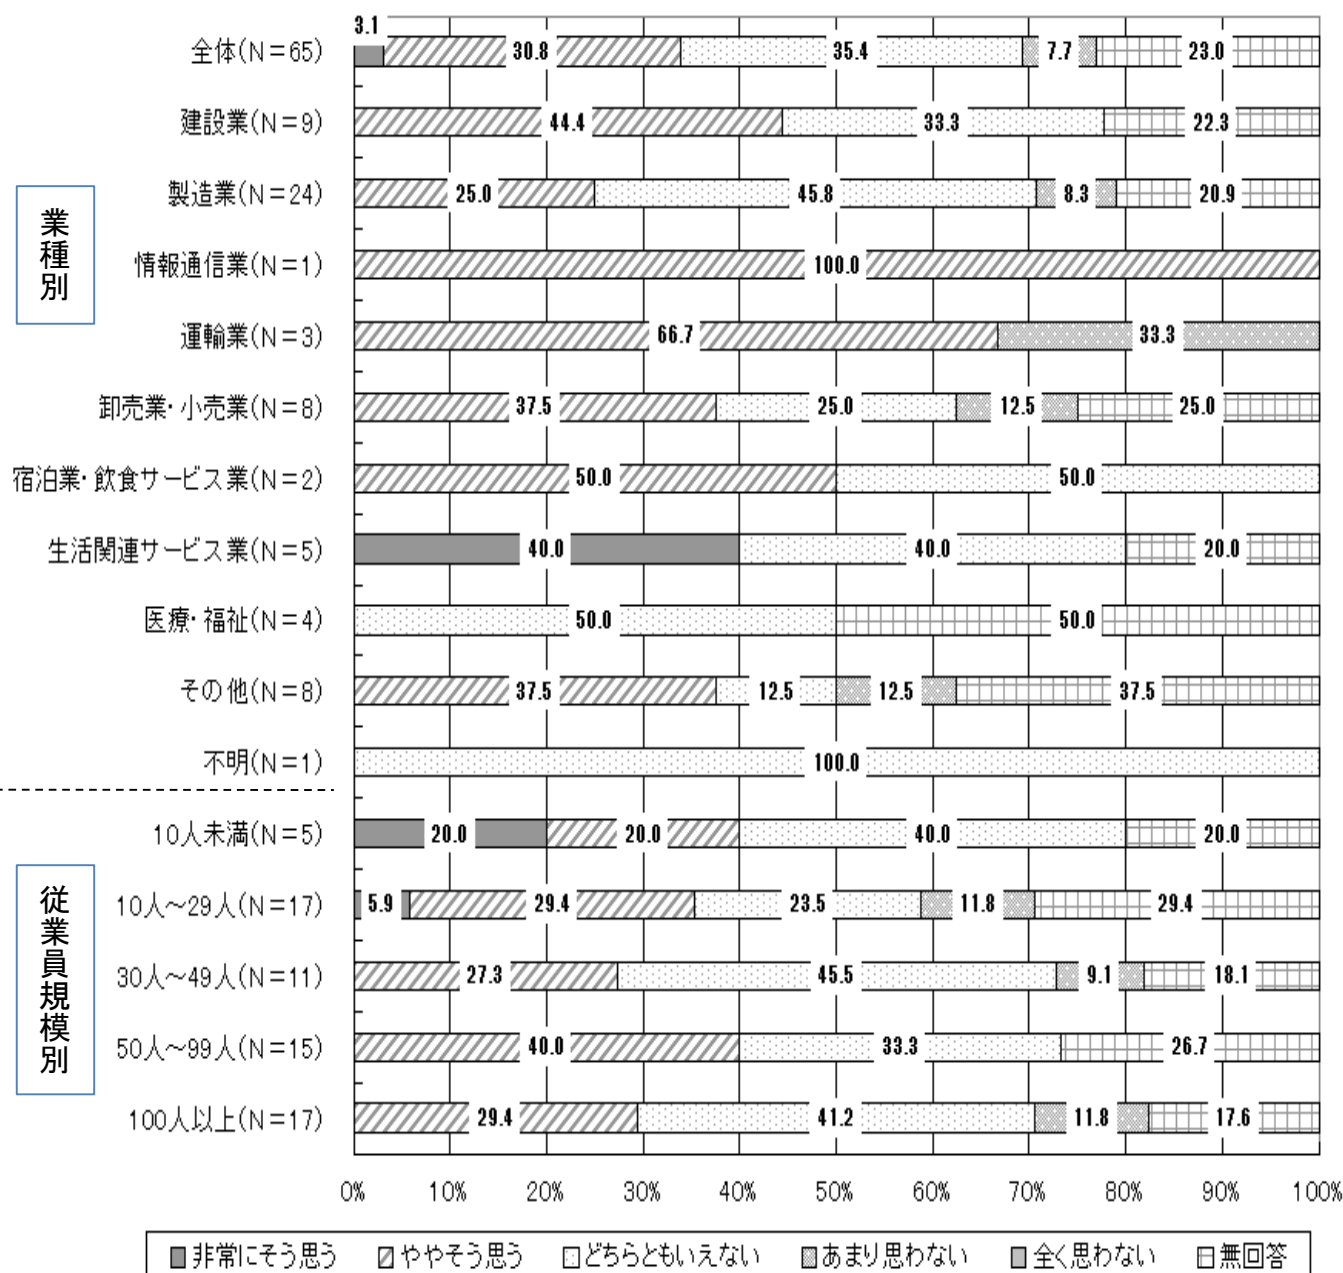 3.1
全体(N=65) 30.8 35.4 7.7 23.0
建設業(N=9) 44.4 33.3 22.3
製造業(N=24) 25.0 45.8 8.3 20.9
業種別
情報通信業(N=1) 100.0
運輸業(N=3) 66.7 33.3
卸売業・小売業(N=8) 37.5 25.0 12.5 25.0
宿泊業・飲食サービス業(N=2) 50.0 50.0
生活関連サービス業(N=5) 40.0 40.0 20.0
医療・福祉(N=4) 50.0 50.0
その他(N=8) 37.5 12.5 12.5 37.5
不明(N=1) 100.0
10人未満(N=5) 20.0 20.0 40.0 20.0
10人～29人(N=17) 5.9 29.4 23.5 11.8 29.4
従業員規模別
30人～49人(N=11) 27.3 45.5 9.1 18.1
50人～99人(N=15) 40.0 33.3 26.7
100人以上(N=17) 29.4 41.2 11.8 17.6
0% 10% 20% 30% 40% 50% 60% 70% 80% 90% 100%
非常にそう思う ややそう思う どちらともいえない あまり思わない 全く思わない 無回答